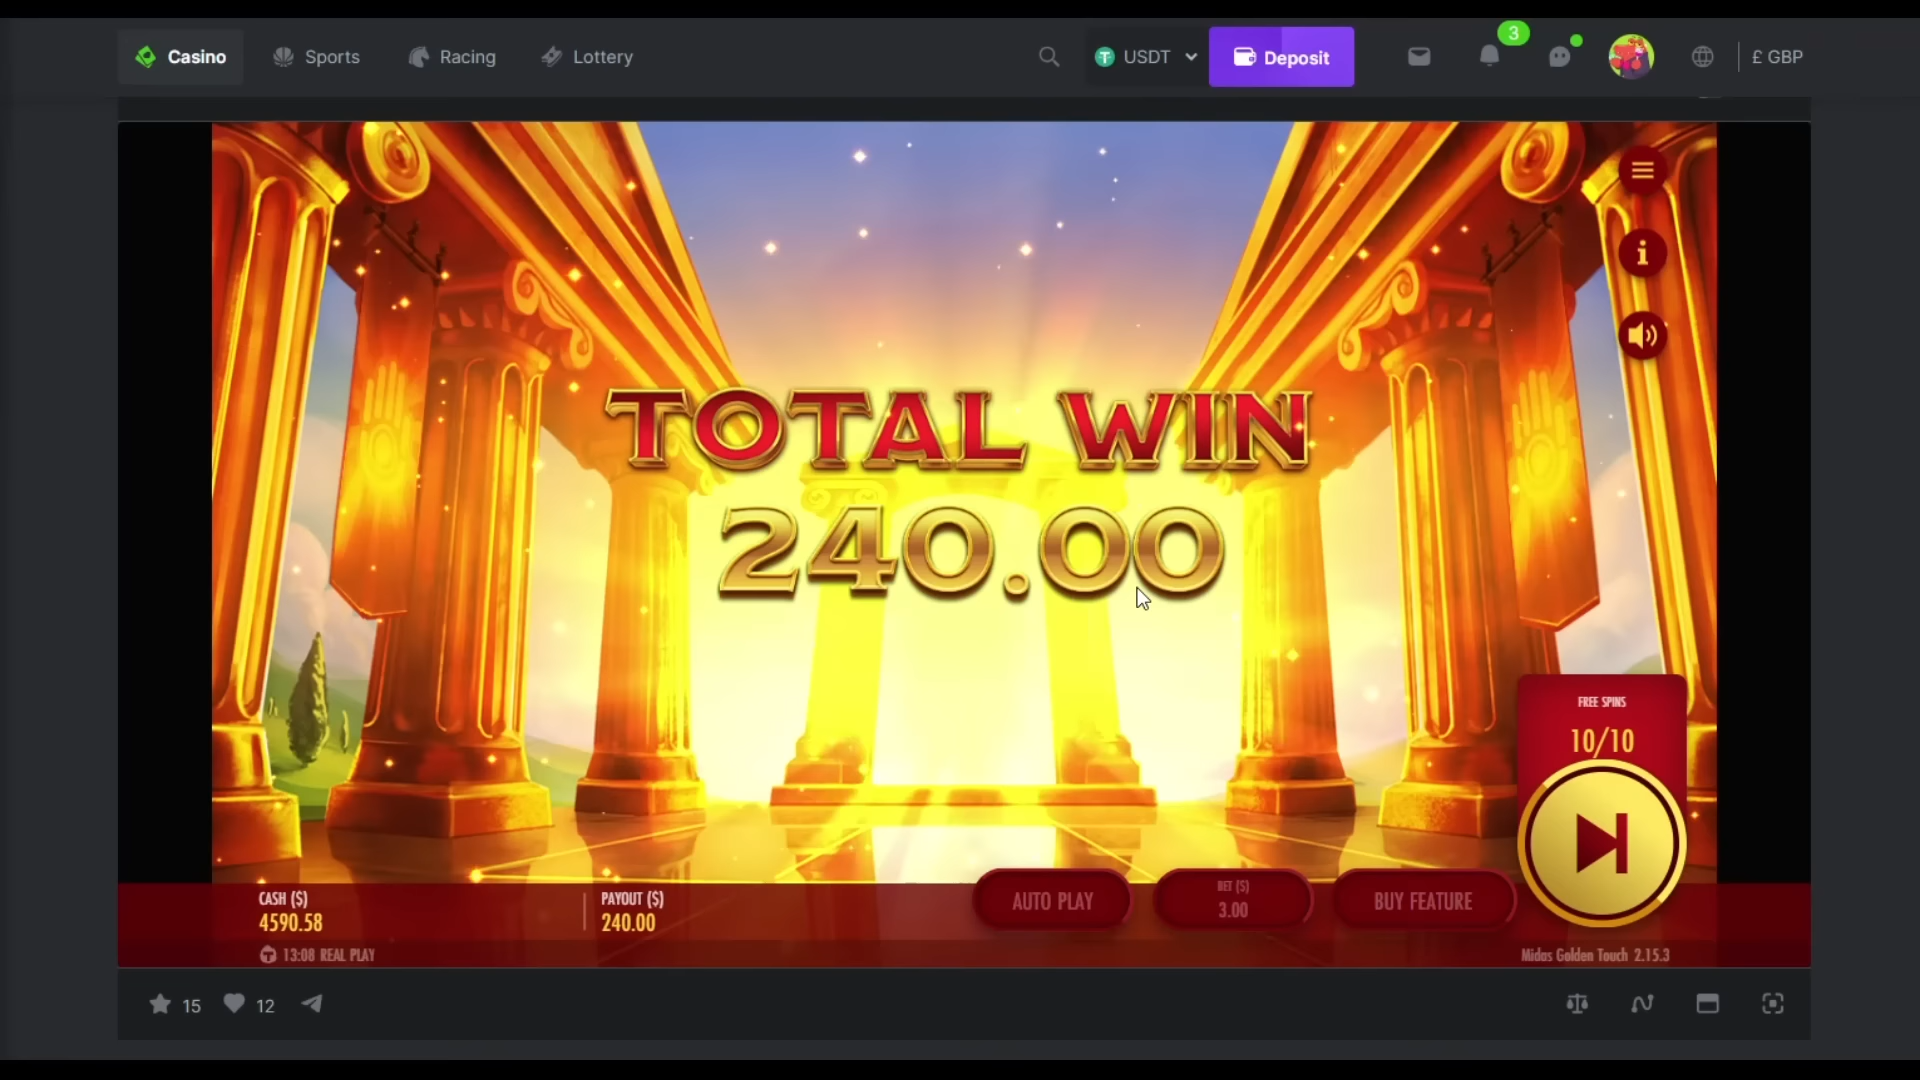 Casino Sports Racing Lottery USDT Deposit 3 £ GBP
TOTAL WIN
240.00
FREE SPINS
10/10
CASH ($)
4590.58
PAYOUT ($)
240.00
AUTO PLAY
BET ($)
3.00
BUY FEATURE
13:08 REAL PLAY
Midas Golden Touch 2.15.3
15 12